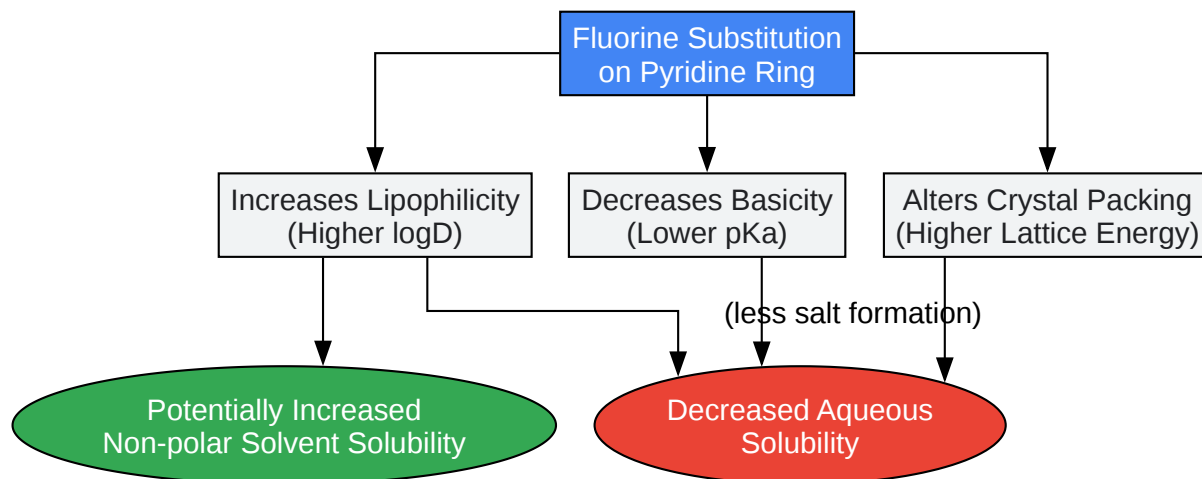 Fluorine Substitution
on Pyridine Ring
Increases Lipophilicity
(Higher logD)
Decreases Basicity
(Lower pKa)
Alters Crystal Packing
(Higher Lattice Energy)
(less salt formation)
Potentially Increased
Non-polar Solvent Solubility
Decreased Aqueous
Solubility